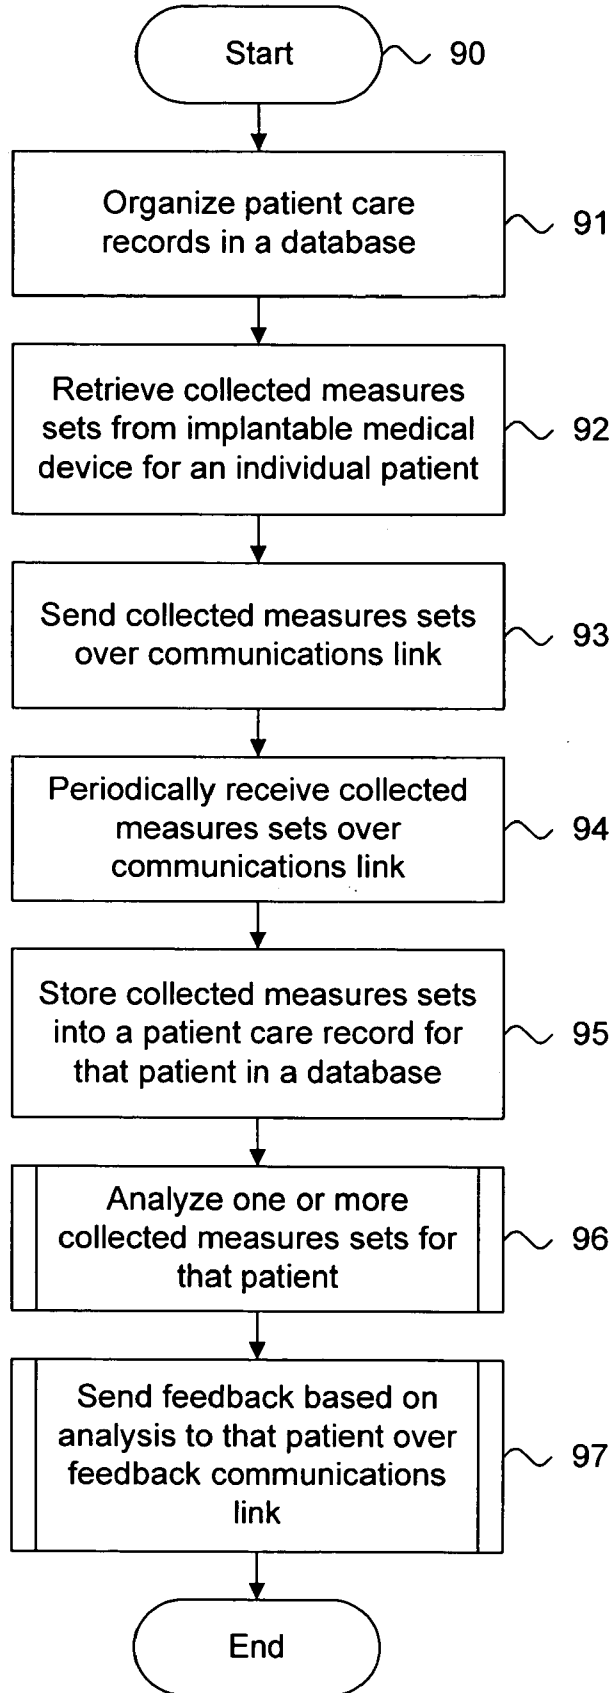 Start
90
Organize patient care
records in a database
91
Retrieve collected measures
sets from implantable medical
device for an individual patient
92
Send collected measures sets
over communications link
93
Periodically receive collected
measures sets over
communications link
94
Store collected measures sets
into a patient care record for
that patient in a database
95
Analyze one or more
collected measures sets for
that patient
96
Send feedback based on
analysis to that patient over
feedback communications
link
97
End